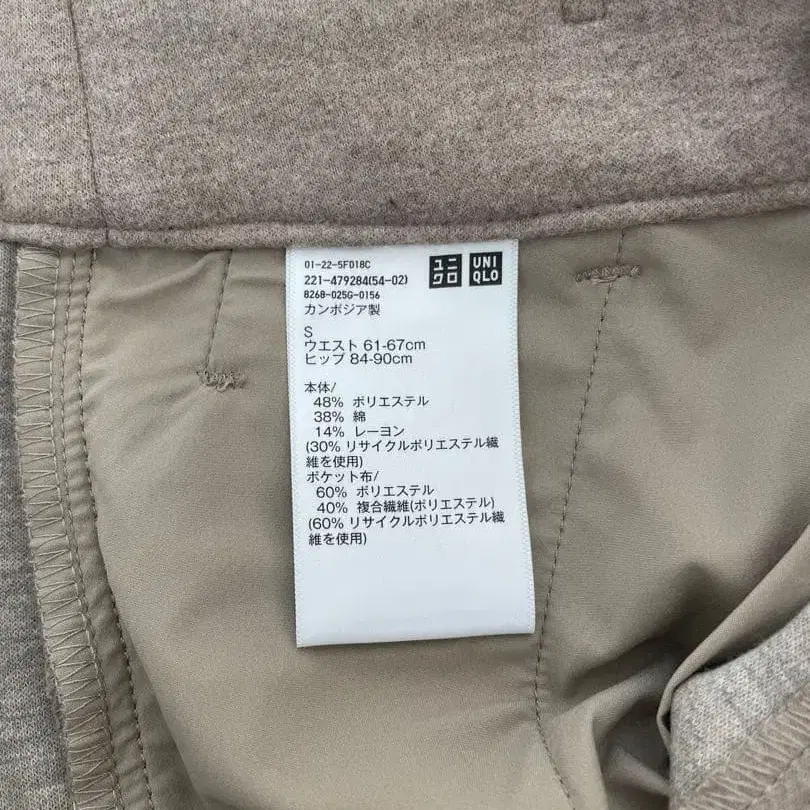 01-22-5F018C
221-479284(54-02)
8268-025G-0156
カンボジア製
ユニ
クロ
UNI
QLO
S
ウエスト 61-67cm
ヒップ 84-90cm
本体/
48% ポリエステル
38% 綿
14% レーヨン
(30% リサイクルポリエステル繊
維を使用)
ポケット布/
60% ポリエステル
40% 複合繊維(ポリエステル)
(60% リサイクルポリエステル繊
維を使用)